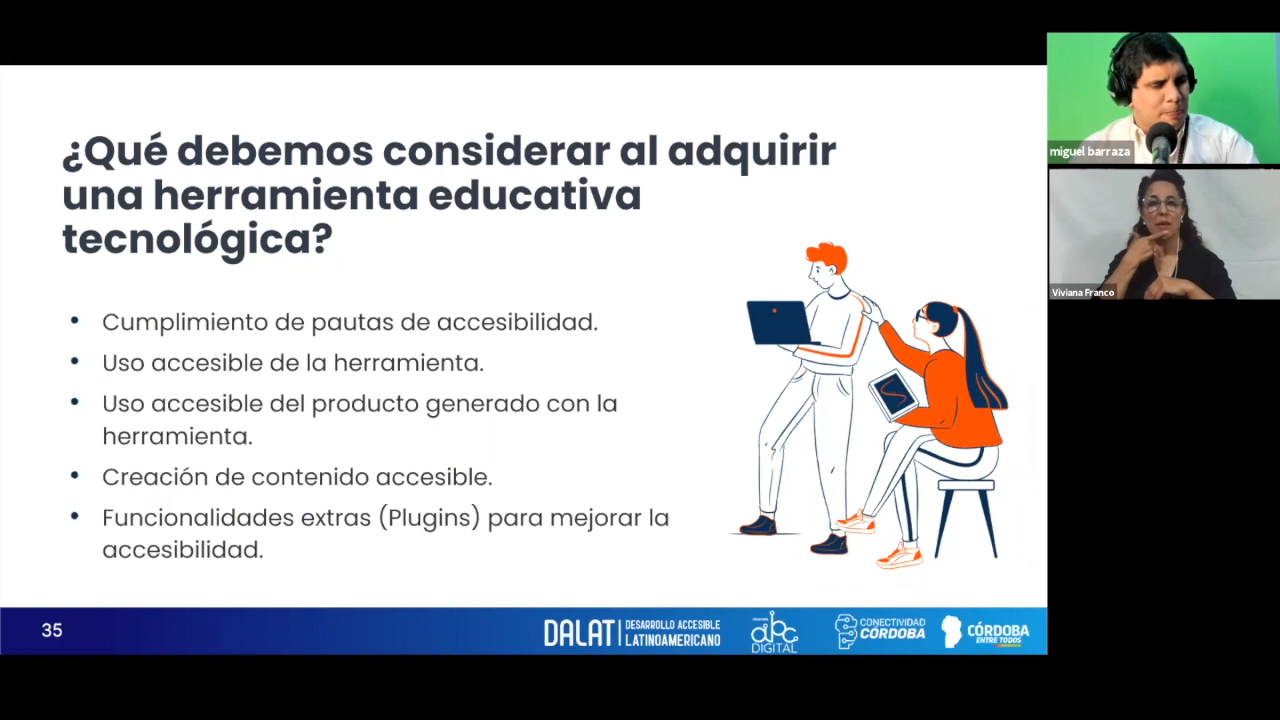 ¿Qué debemos considerar al adquirir
una herramienta educativa
tecnológica?
• Cumplimiento de pautas de accesibilidad.
• Uso accesible de la herramienta.
• Uso accesible del producto generado con la
herramienta.
• Creación de contenido accesible.
• Funcionalidades extras (Plugins) para mejorar la
accesibilidad.
35
DALAT
DESARROLLO ACCESIBLE
LATINOAMERICANO
abc
DIGITAL
CONECTIVIDAD
CÓRDOBA
CÓRDOBA
ENTRE TODOS
miguel barraza
Viviana Franco